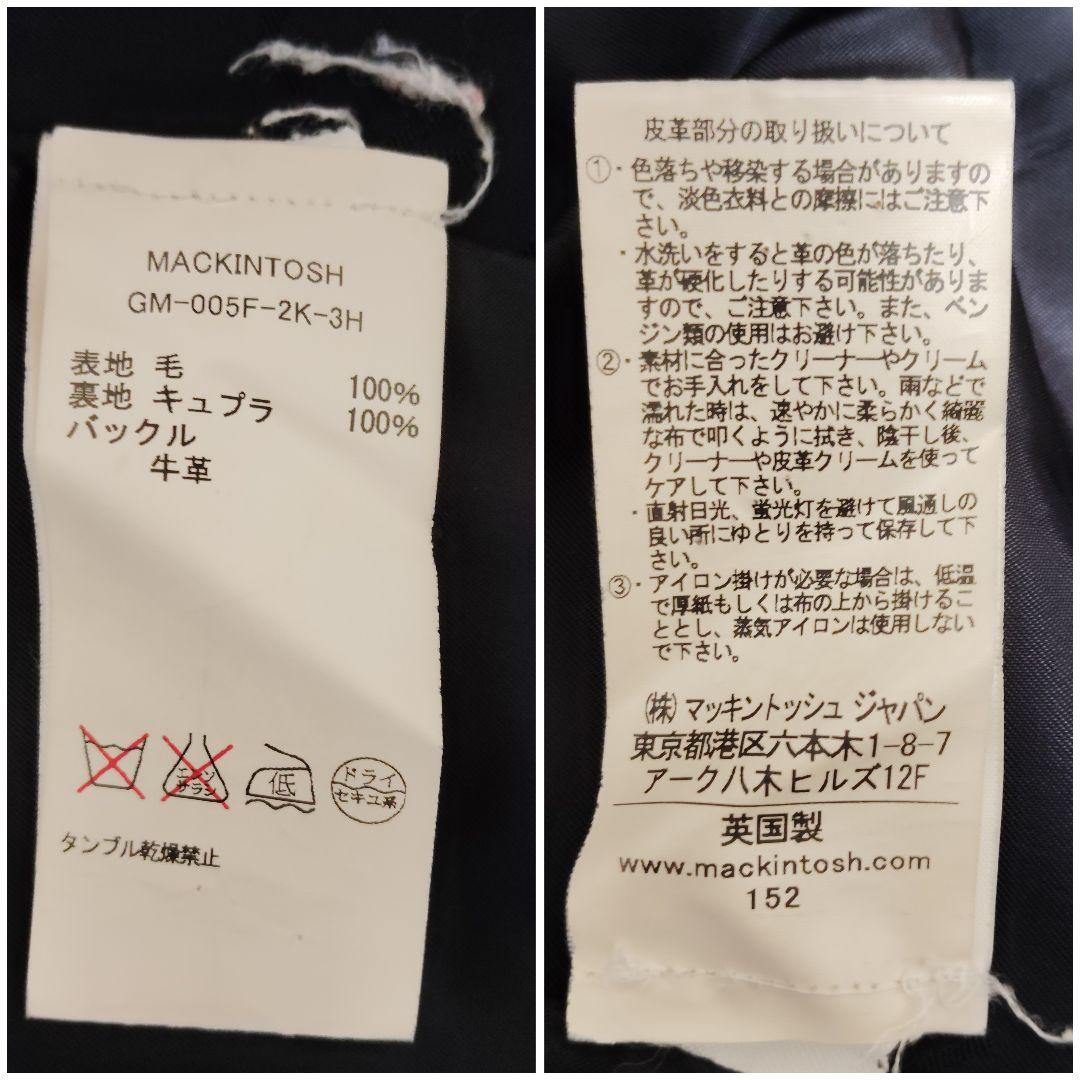 MACKINTOSH
GM-005F-2K-3H
表地 毛 100%
裏地 キュプラ 100%
バックル
牛革
エンソ
サラシ
低
ドライ
セキユ系
タンブル乾燥禁止
皮革部分の取り扱いについて
①・色落ちや移染する場合がありますの
で、淡色衣料との摩擦にはご注意下
さい。
・水洗いをすると革の色が落ちたり、
革が硬化したりする可能性がありま
すので、ご注意下さい。また、ベン
ジン類の使用はお避け下さい。
②・素材に合ったクリーナーやクリーム
でお手入れをして下さい。雨などで
濡れた時は、速やかに柔らかく綺麗
な布で叩くように拭き、陰干し後、
クリーナーや皮革クリームを使って
ケアして下さい。
・直射日光、蛍光灯を避けて風通しの
良い所にゆとりを持って保存して下
さい。
③・アイロン掛けが必要な場合は、低温
で厚紙もしくは布の上から掛けるこ
ととし、蒸気アイロンは使用しない
で下さい。
㈱マッキントッシュ ジャパン
東京都港区六本木1-8-7
アーク八木ヒルズ12F
英国製
www.mackintosh.com
152